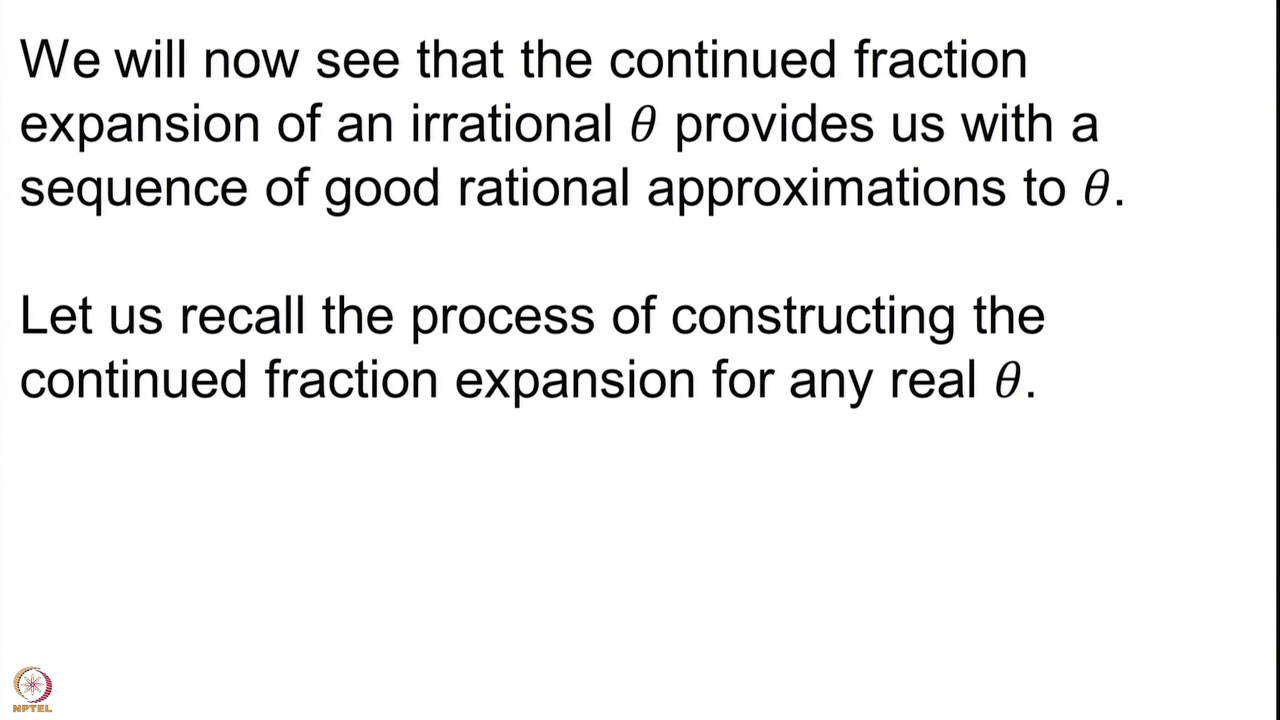 We will now see that the continued fraction
expansion of an irrational θ provides us with a
sequence of good rational approximations to θ.
Let us recall the process of constructing the
continued fraction expansion for any real θ.
NPTEL